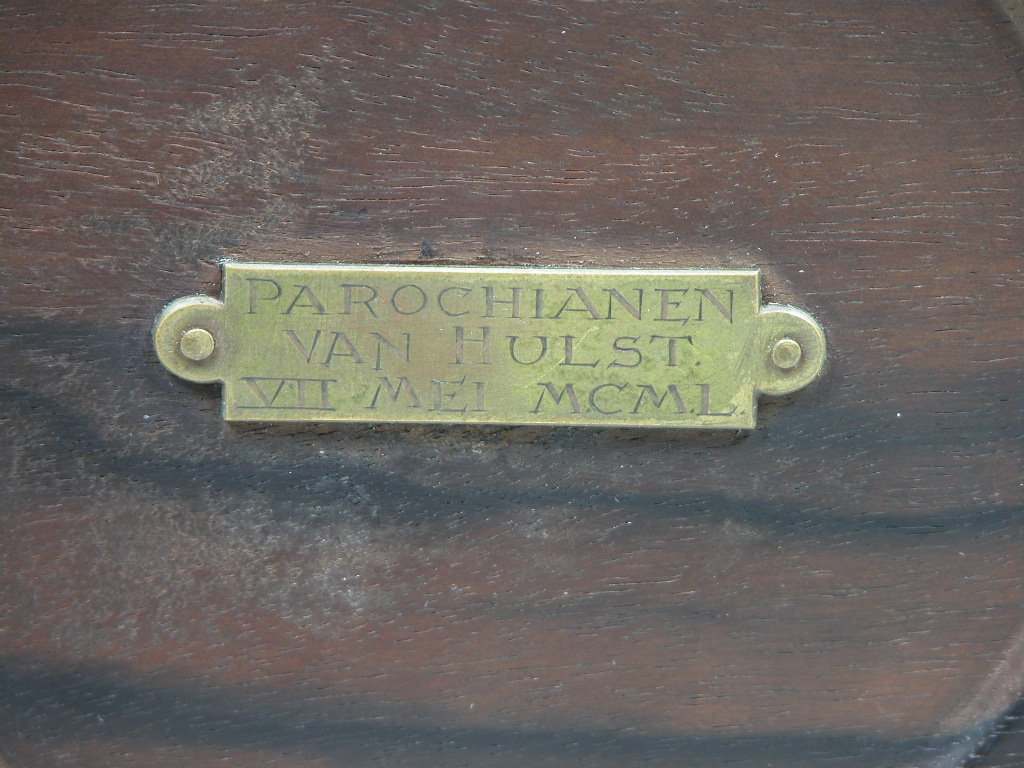 PAROCHIANEN
VAN HULST.
VII MEI MCML.